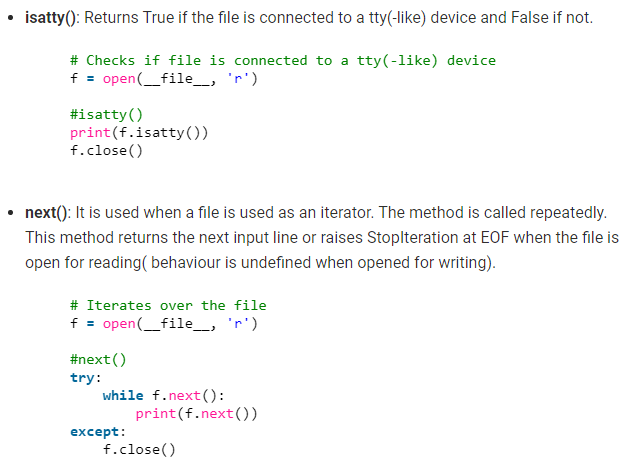 • isatty(): Returns True if the file is connected to a tty(-like) device and False if not.
# Checks if file is connected to a tty(-like) device
f = open(__file__, 'r')
#isatty()
print(f.isatty())
f.close()
• next(): It is used when a file is used as an iterator. The method is called repeatedly.
This method returns the next input line or raises StopIteration at EOF when the file is
open for reading( behaviour is undefined when opened for writing).
# Iterates over the file
f = open(__file__, 'r')
#next()
try:
    while f.next():
        print(f.next())
except:
    f.close()